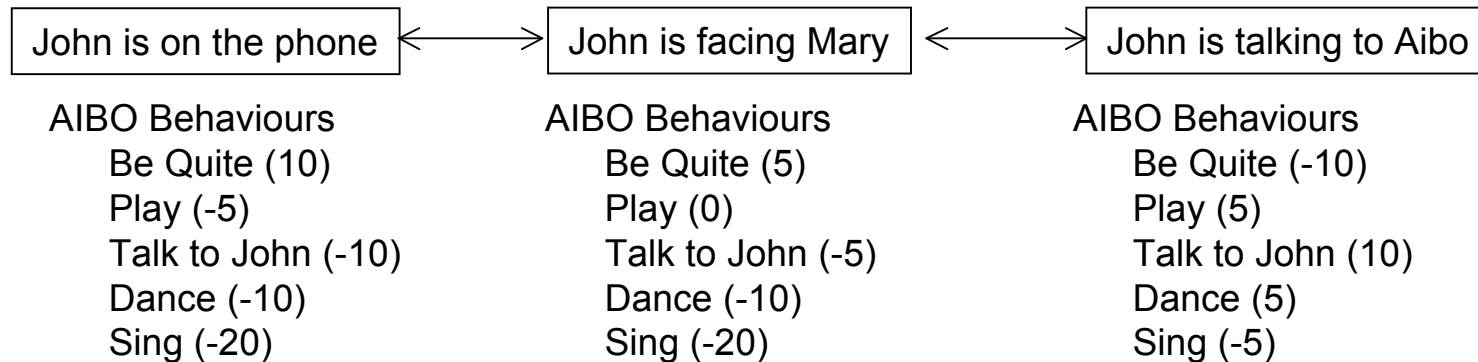 John is on the phone
John is facing Mary
John is talking to Aibo
AIBO Behaviours
Be Quite (10)
Play (-5)
Talk to John (-10)
Dance (-10)
Sing (-20)
AIBO Behaviours
Be Quite (5)
Play (0)
Talk to John (-5)
Dance (-10)
Sing (-20)
AIBO Behaviours
Be Quite (-10)
Play (5)
Talk to John (10)
Dance (5)
Sing (-5)